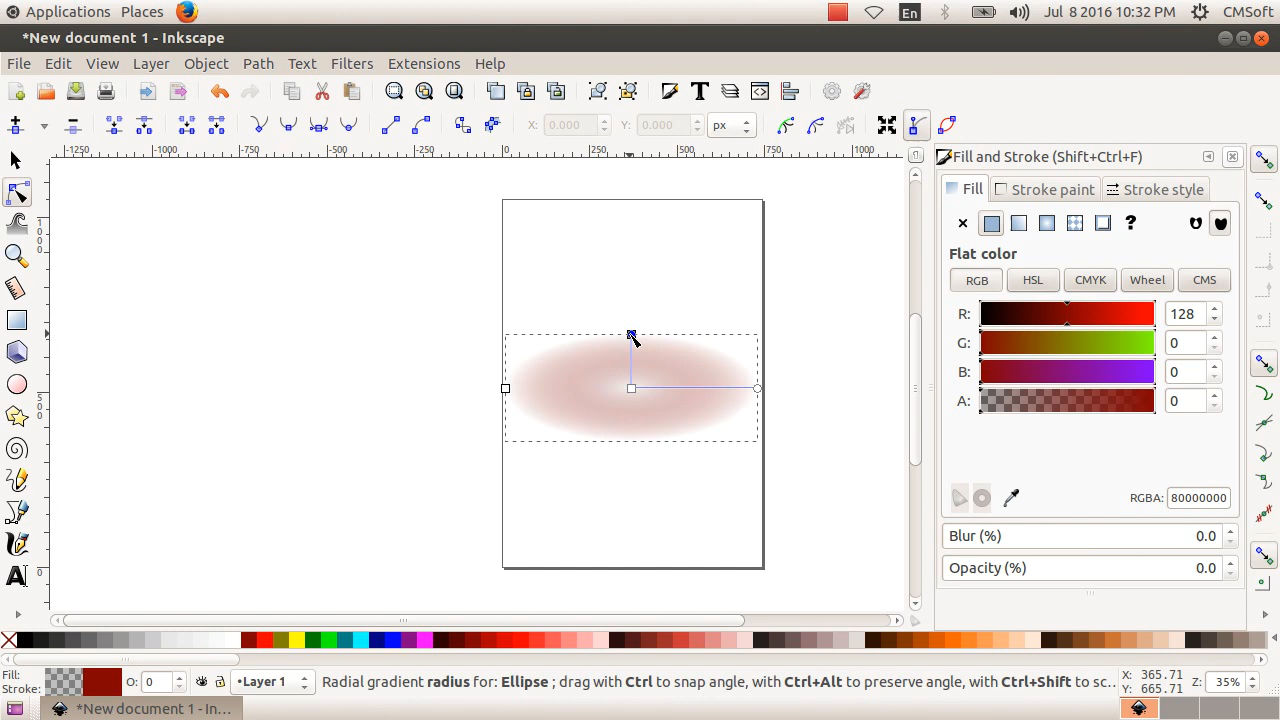 Applications Places En Jul 8 2016 10:32 PM CMSoft
*New document 1 - Inkscape
File Edit View Layer Object Path Text Filters Extensions Help
X: 0.000 Y: 0.000 px
-1250 -1000 -750 -500 -250 0 250 500 750 1000
Fill and Stroke (Shift+Ctrl+F)
Fill Stroke paint Stroke style
?
Flat color
RGB HSL CMYK Wheel CMS
R: 128
G: 0
B: 0
A: 0
1000
500
0
RGBA: 80000000
Blur (%) 0.0
Opacity (%) 0.0
Fill:
Stroke:
O: 0
•Layer 1
Radial gradient radius for: Ellipse ; drag with Ctrl to snap angle, with Ctrl+Alt to preserve angle, with Ctrl+Shift to sc...
X: 365.71
Y: 665.71
Z: 35%
*New document 1 - In...